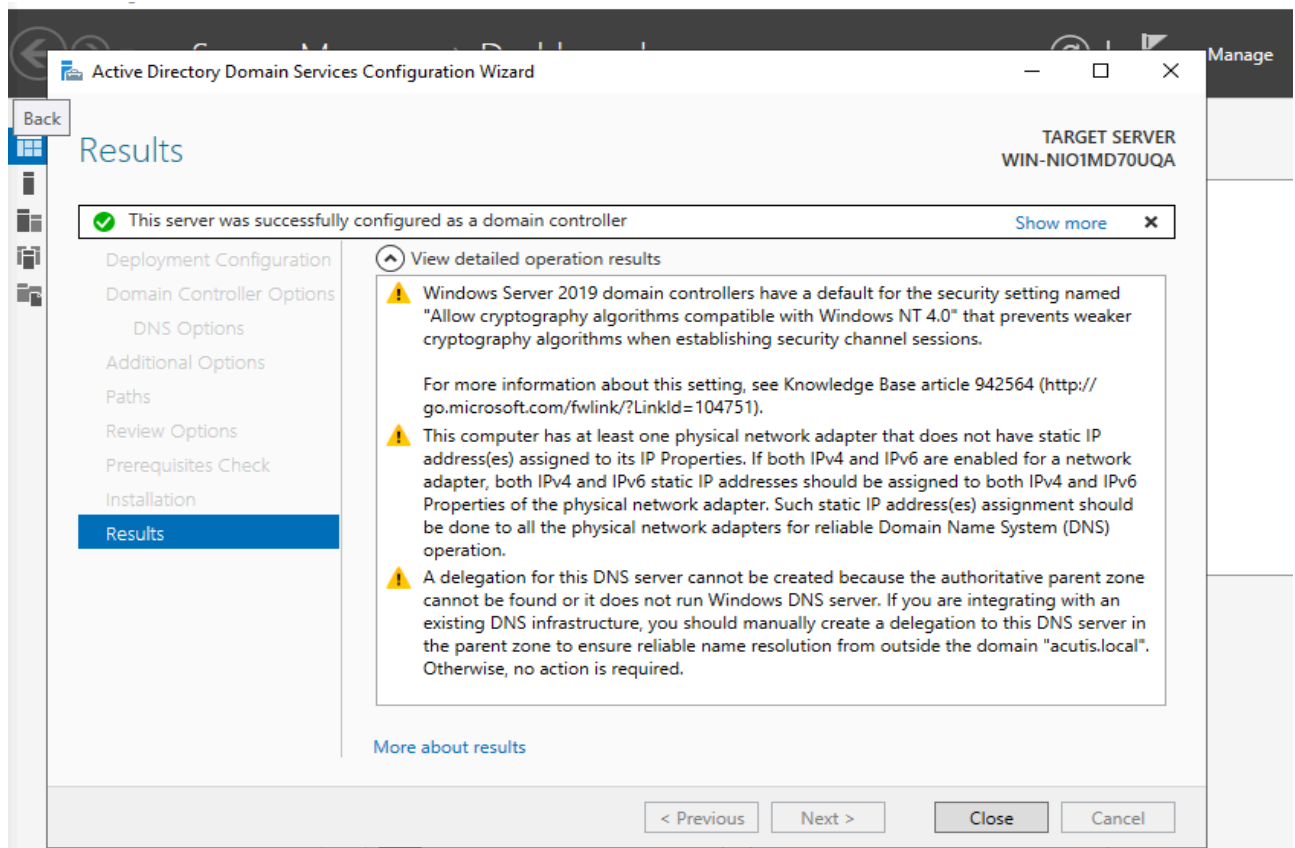 Manage
Active Directory Domain Services Configuration Wizard
Back
Results
TARGET SERVER
WIN-NIO1MD70UQA
This server was successfully configured as a domain controller
Show more
Deployment Configuration
Domain Controller Options
DNS Options
Additional Options
Paths
Review Options
Prerequisites Check
Installation
Results
View detailed operation results
Windows Server 2019 domain controllers have a default for the security setting named
"Allow cryptography algorithms compatible with Windows NT 4.0" that prevents weaker
cryptography algorithms when establishing security channel sessions.
For more information about this setting, see Knowledge Base article 942564 (http://
go.microsoft.com/fwlink/?LinkId=104751).
This computer has at least one physical network adapter that does not have static IP
address(es) assigned to its IP Properties. If both IPv4 and IPv6 are enabled for a network
adapter, both IPv4 and IPv6 static IP addresses should be assigned to both IPv4 and IPv6
Properties of the physical network adapter. Such static IP address(es) assignment should
be done to all the physical network adapters for reliable Domain Name System (DNS)
operation.
A delegation for this DNS server cannot be created because the authoritative parent zone
cannot be found or it does not run Windows DNS server. If you are integrating with an
existing DNS infrastructure, you should manually create a delegation to this DNS server in
the parent zone to ensure reliable name resolution from outside the domain "acutis.local".
Otherwise, no action is required.
More about results
< Previous
Next >
Close
Cancel